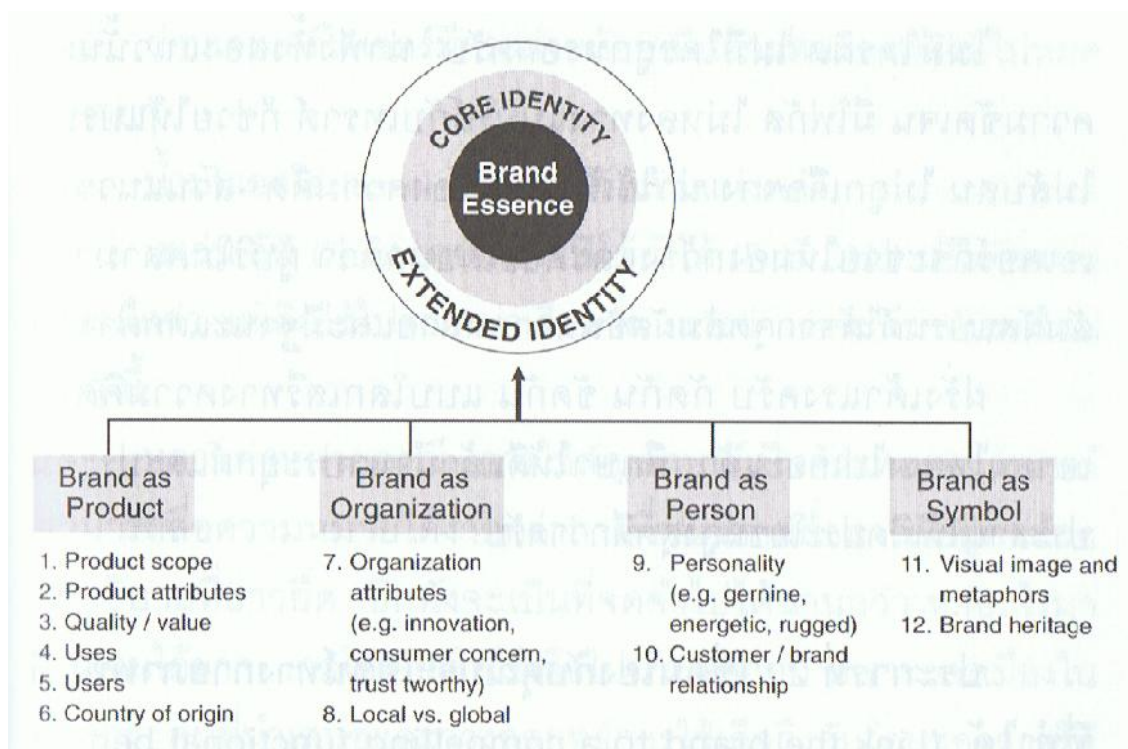 CORE IDENTITY
Brand
Essence
EXTENDED IDENTITY
Brand as
Product
1. Product scope
2. Product attributes
3. Quality / value
4. Uses
5. Users
6. Country of origin
Brand as
Organization
7. Organization
attributes
(e.g. innovation,
consumer concern,
trust tworthy)
8. Local vs. global
Brand as
Person
9. Personality
(e.g. gernine,
energetic, rugged)
10. Customer / brand
relationship
Brand as
Symbol
11. Visual image and
metaphors
12. Brand heritage